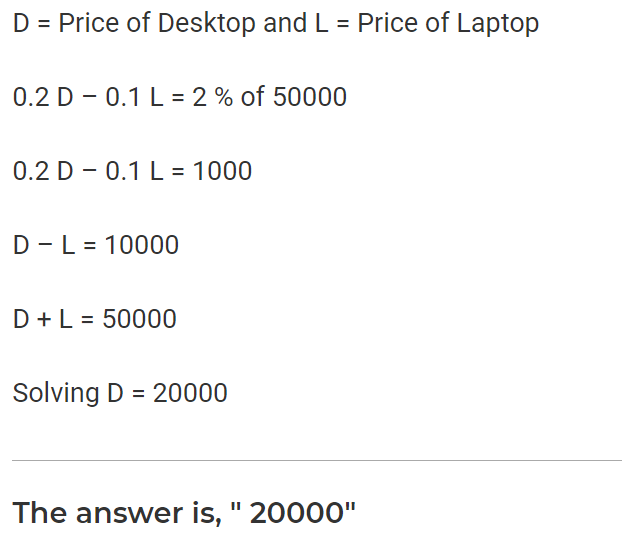 D = Price of Desktop and L = Price of Laptop
0.2 D – 0.1 L = 2 % of 50000
0.2 D – 0.1 L = 1000
D – L = 10000
D + L = 50000
Solving D = 20000
The answer is, " 20000"